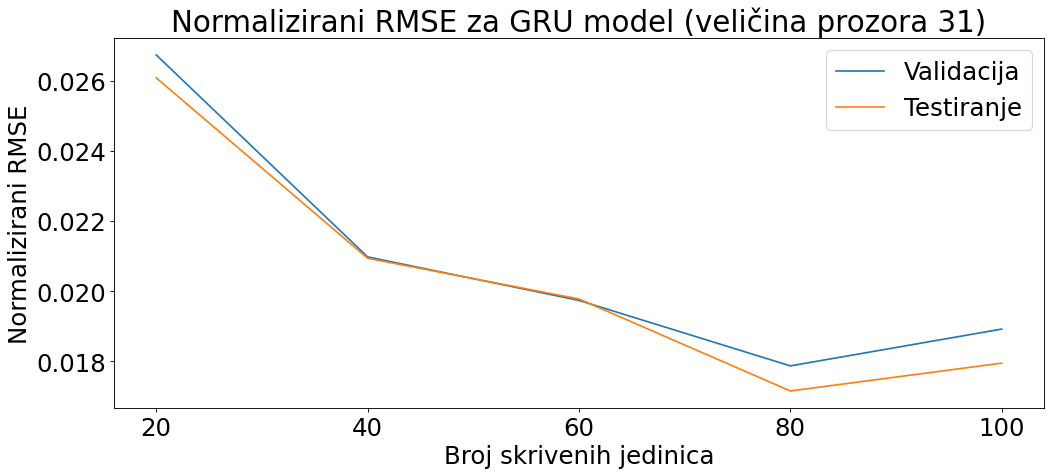 Normalizirani RMSE za GRU model (veličina prozora 31)
Validacija
Testiranje
Normalizirani RMSE
0.026
0.024
0.022
0.020
0.018
20 40 60 80 100
Broj skrivenih jedinica